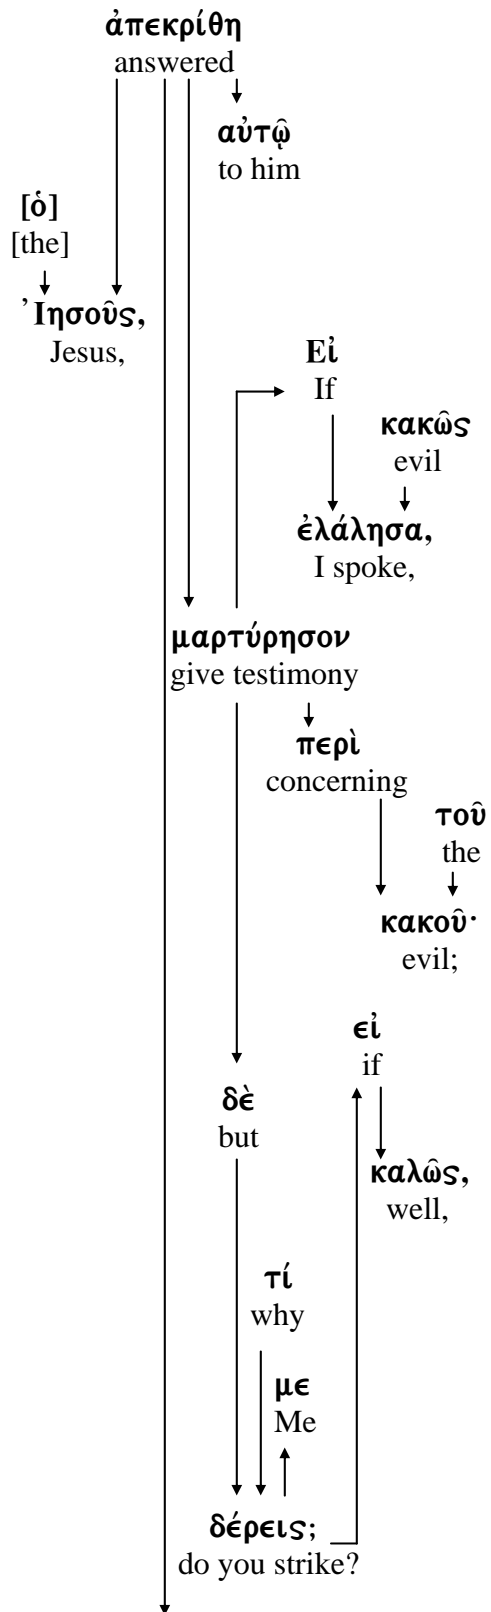 ἀπεκρίθη
answered
αὐτῷ
to him
[ὁ]
[the]
Ἰησοῦς,
Jesus,
Εἰ
If
κακῶς
evil
ἐλάλησα,
I spoke,
μαρτύρησον
give testimony
περὶ
concerning
τοῦ
the
κακοῦ·
evil;
εἰ
if
δὲ
but
καλῶς,
well,
τί
why
με
Me
δέρεις;
do you strike?